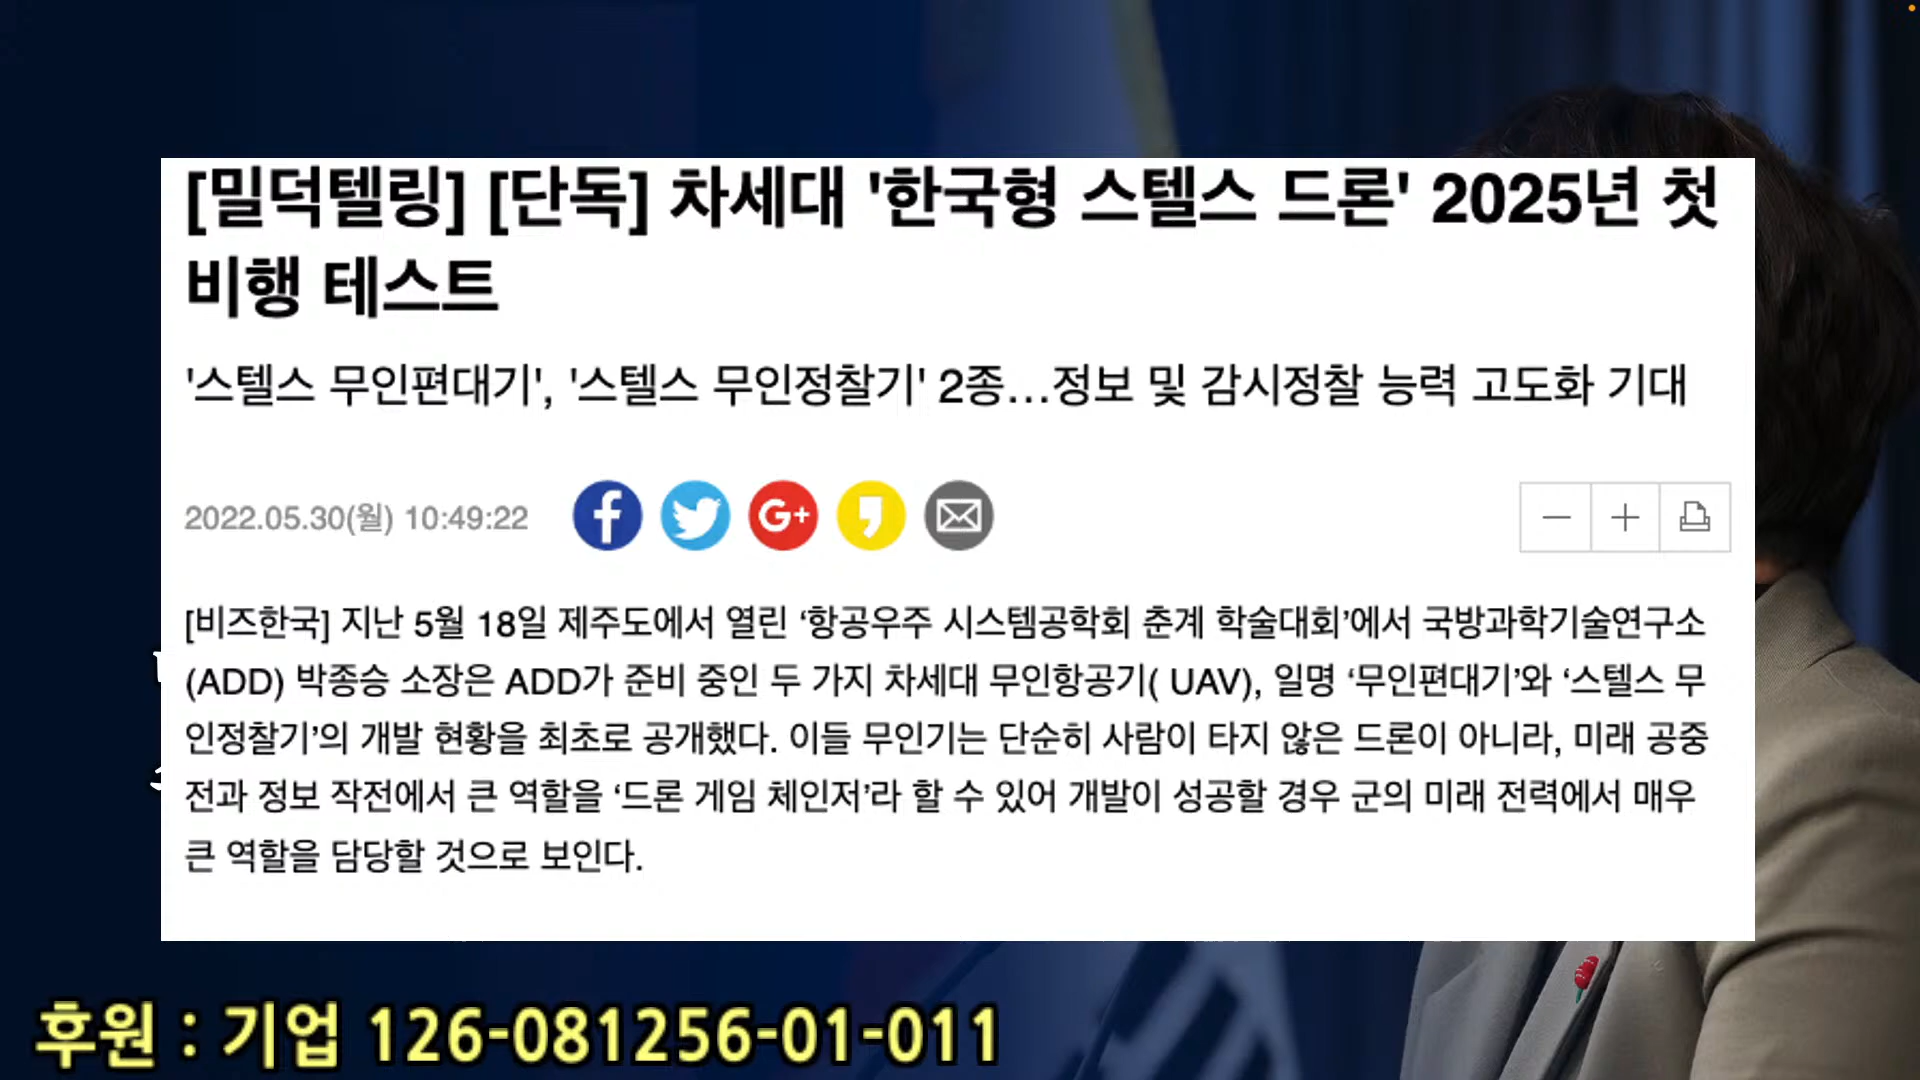 [밀덕텔링] [단독] 차세대 '한국형 스텔스 드론' 2025년 첫
비행 테스트
'스텔스 무인편대기', '스텔스 무인정찰기' 2종...정보 및 감시정찰 능력 고도화 기대
2022.05.30(월) 10:49:22
[비즈한국] 지난 5월 18일 제주도에서 열린 ‘항공우주 시스템공학회 춘계 학술대회’에서 국방과학기술연구소
(ADD) 박종승 소장은 ADD가 준비 중인 두 가지 차세대 무인항공기( UAV), 일명 ‘무인편대기’와 ‘스텔스 무
인정찰기’의 개발 현황을 최초로 공개했다. 이들 무인기는 단순히 사람이 타지 않은 드론이 아니라, 미래 공중
전과 정보 작전에서 큰 역할을 ‘드론 게임 체인저’라 할 수 있어 개발이 성공할 경우 군의 미래 전력에서 매우
큰 역할을 담당할 것으로 보인다.
후원 : 기업 126-081256-01-011